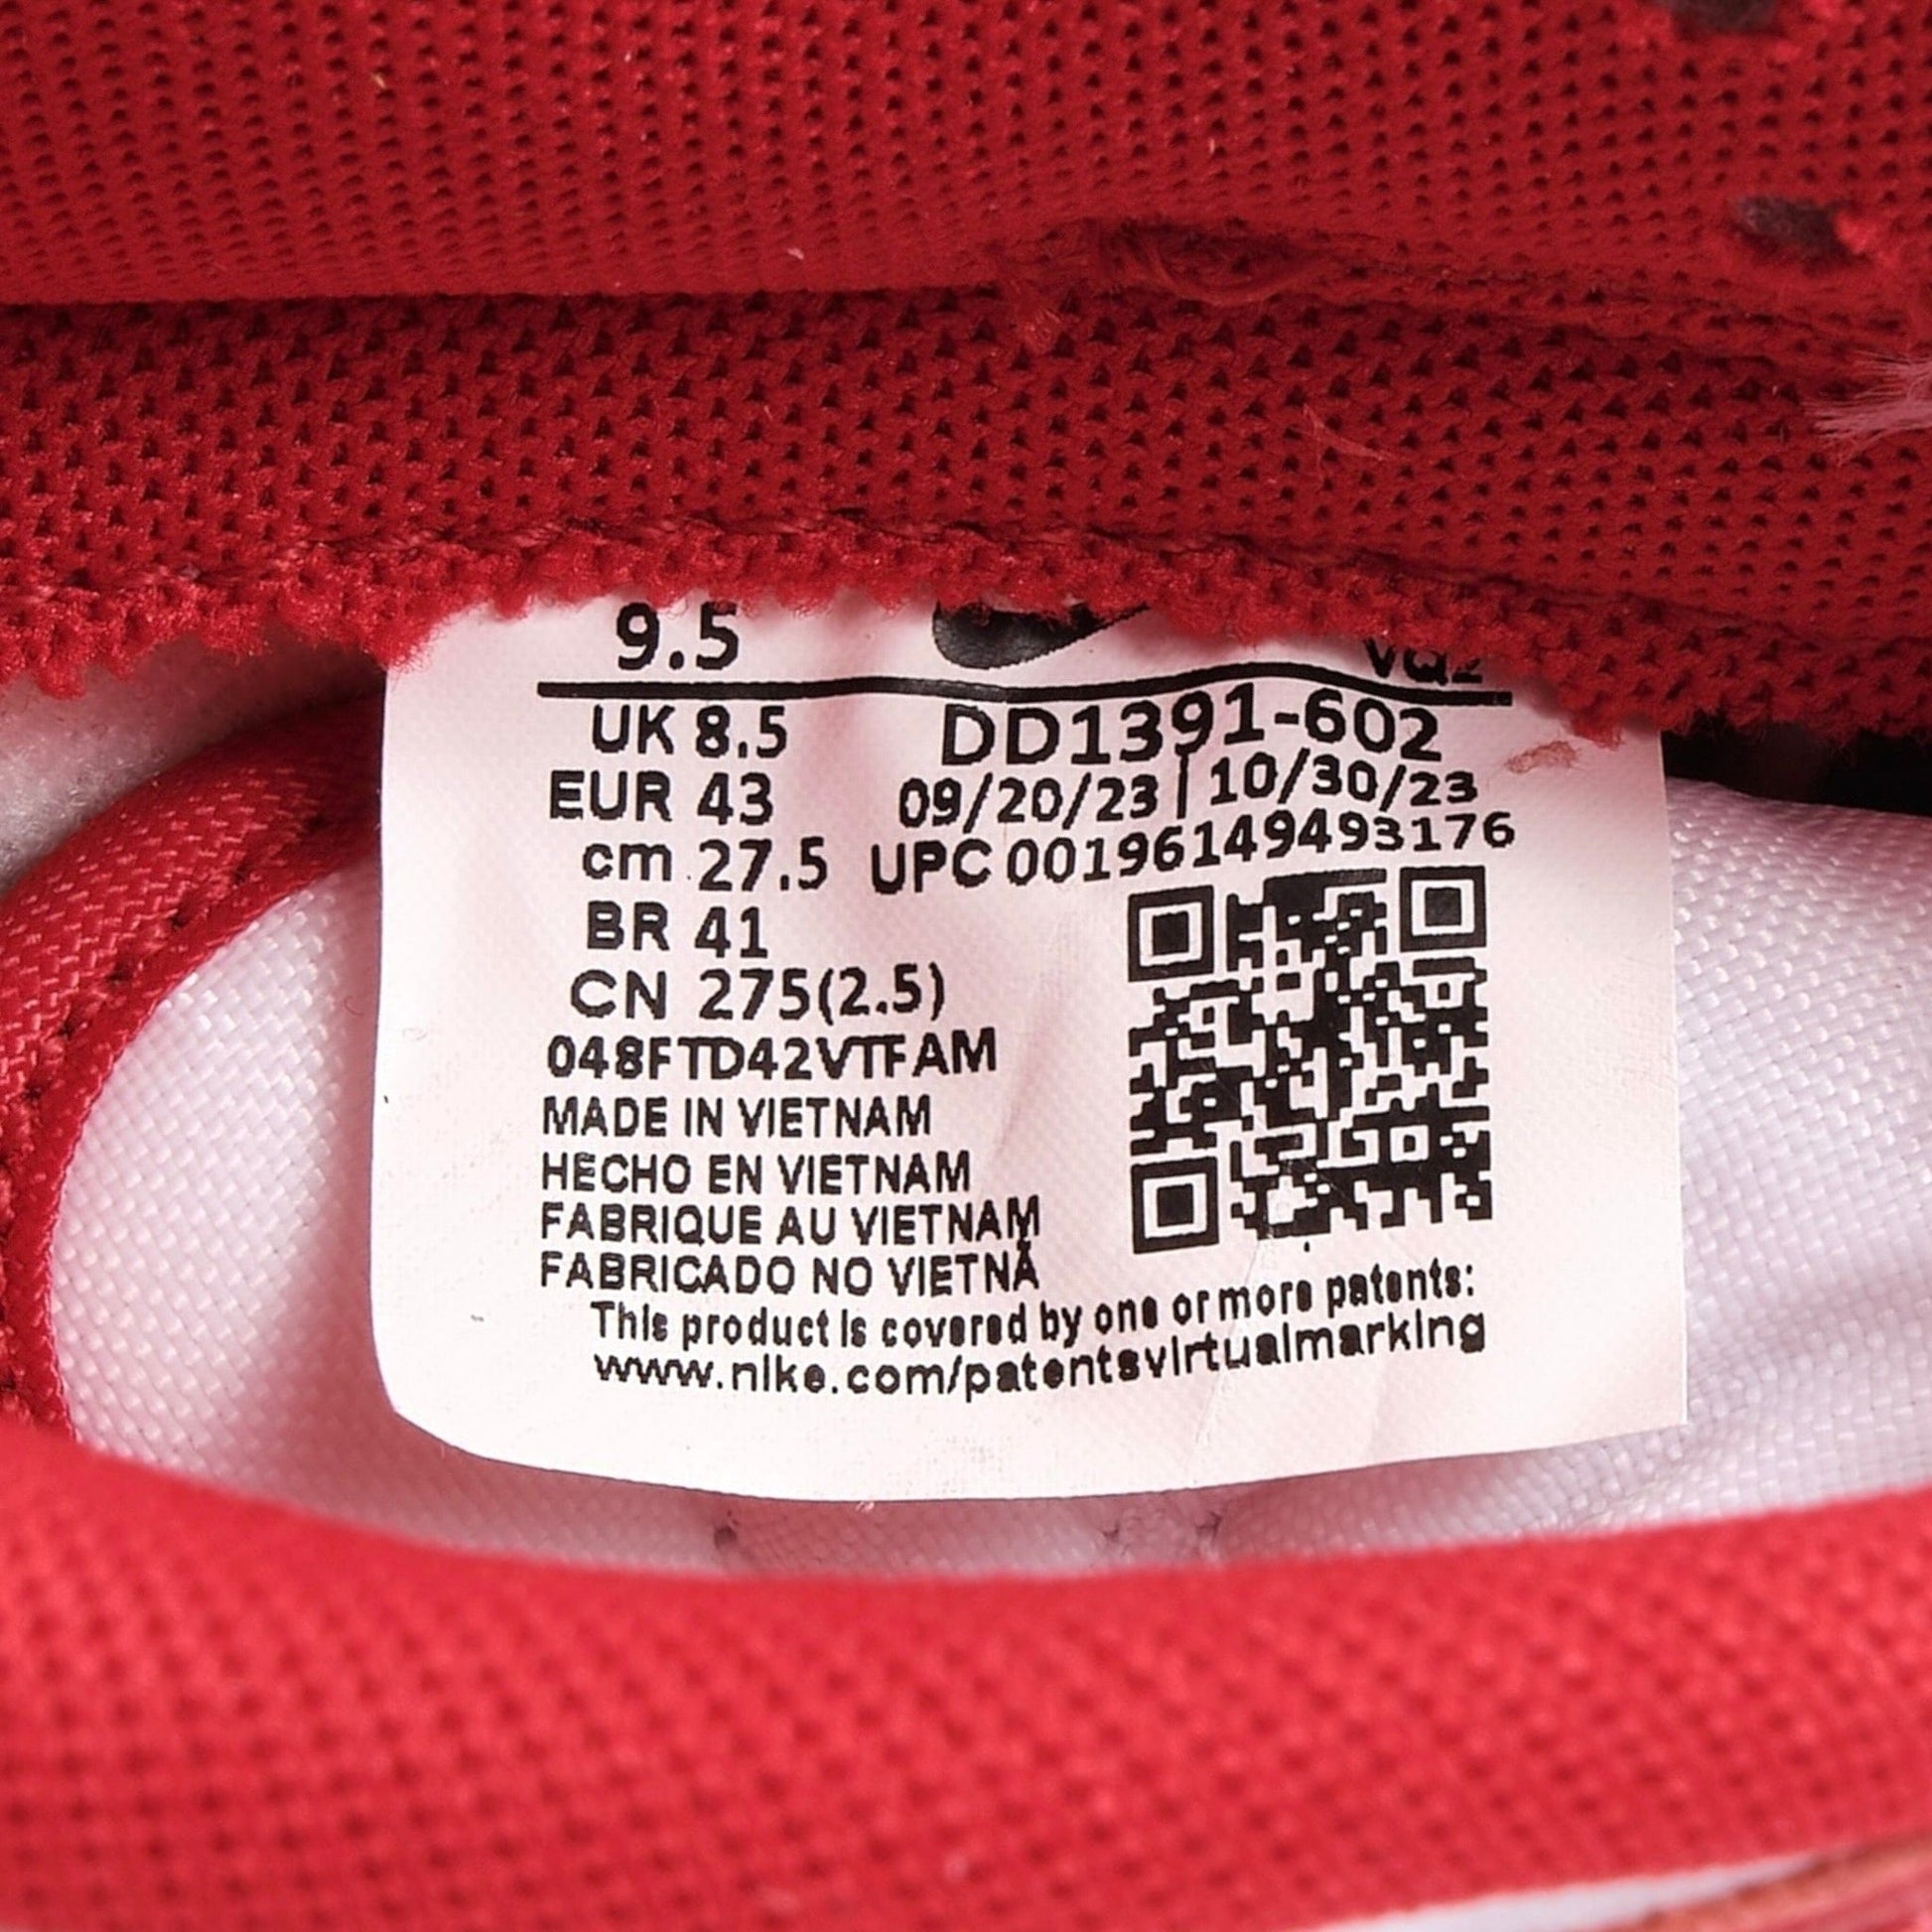 9.5 VQ2
UK 8.5 DD1391-602
EUR 43 09/20/23 | 10/30/23
cm 27.5 UPC 00196149493176
BR 41
CN 275(2.5)
048FTD42VTFAM
MADE IN VIETNAM
HECHO EN VIETNAM
FABRIQUE AU VIETNAM
FABRICADO NO VIETNÃ
This product is covered by one or more patents:
www.nike.com/patentsvirtualmarking